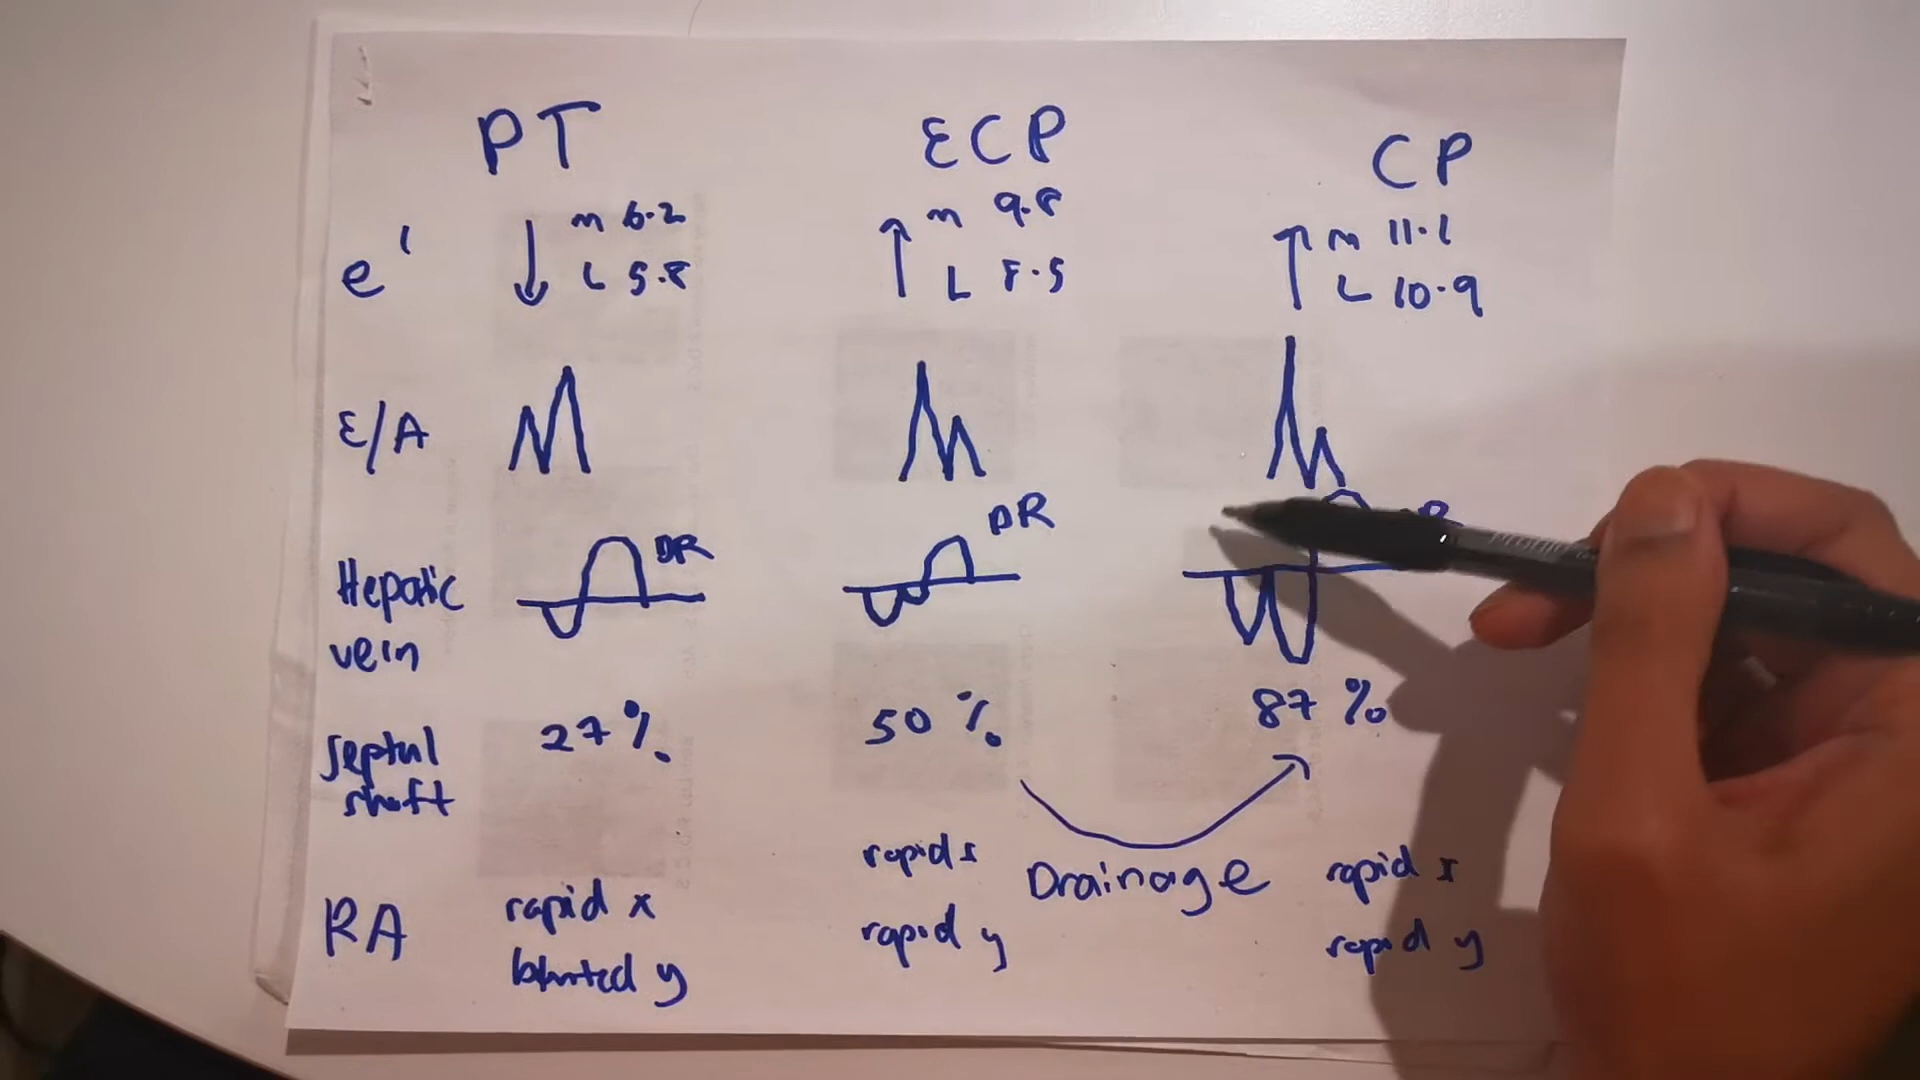 PT ECP CP
e' ↓ m 6.2 ↑ m 9.8 ↑ m 11.1
L 5.8 L 8.5 L 10.9
E/A
DR DR
Hepatic
vein
27% 50% 87%
septal
shift
Drainage
RA rapid x rapid x rapid x
blunted y rapid y rapid y